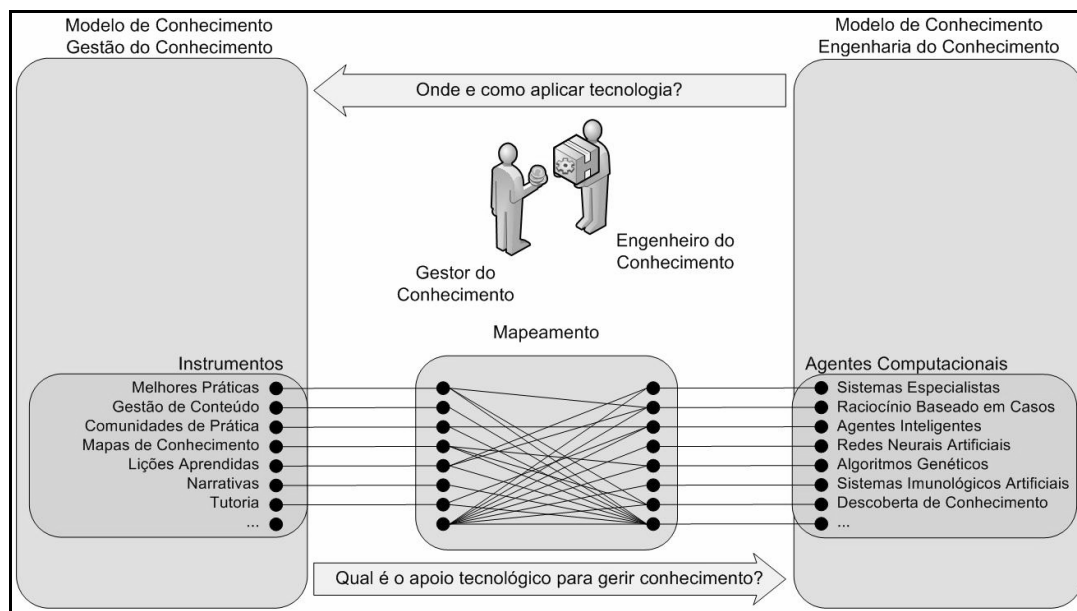 Modelo de Conhecimento
Gestão do Conhecimento
Modelo de Conhecimento
Engenharia do Conhecimento
Onde e como aplicar tecnologia?
Engenheiro do
Conhecimento
Gestor do
Conhecimento
Mapeamento
Instrumentos
Melhores Práticas
Gestão de Conteúdo
Comunidades de Prática
Mapas de Conhecimento
Lições Aprendidas
Narrativas
Tutoria
...
Agentes Computacionais
Sistemas Especialistas
Raciocínio Baseado em Casos
Agentes Inteligentes
Redes Neurais Artificiais
Algoritmos Genéticos
Sistemas Imunológicos Artificiais
Descoberta de Conhecimento
...
Qual é o apoio tecnológico para gerir conhecimento?